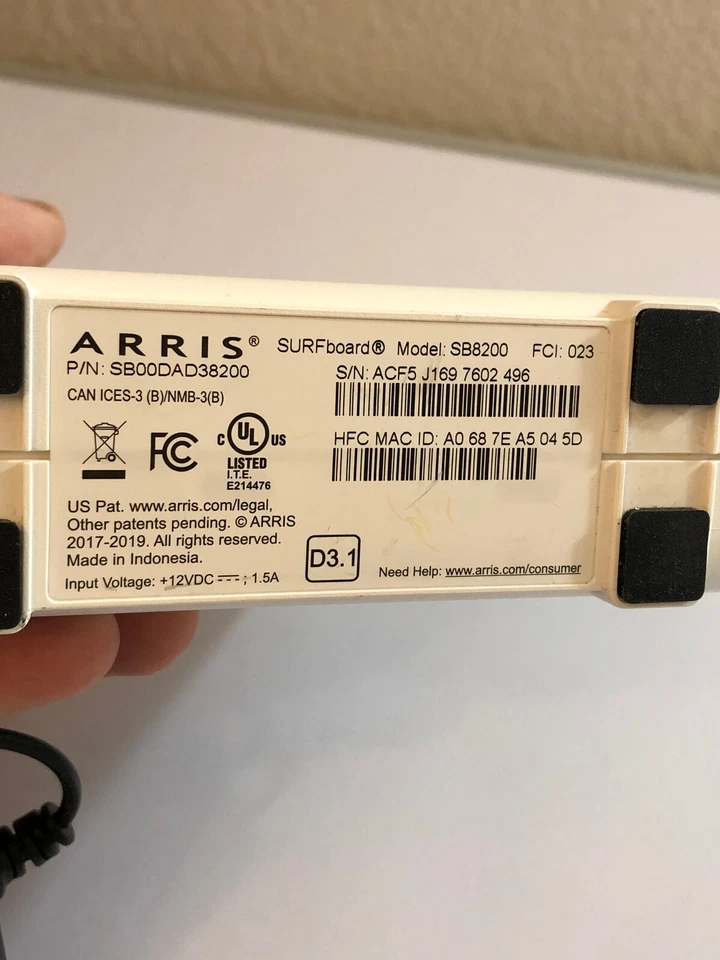 ARRIS® SURFboard® Model: SB8200 FCI: 023
P/N: SB00DAD38200
S/N: ACF5 J169 7602 496
CAN ICES-3 (B)/NMB-3(B)
HFC MAC ID: A0 68 7E A5 04 5D
FC
C UL US
LISTED
I.T.E.
E214476
US Pat. www.arris.com/legal,
Other patents pending. © ARRIS
2017-2019. All rights reserved.
Made in Indonesia.
Input Voltage: +12VDC ⎓; 1.5A
D3.1
Need Help: www.arris.com/consumer